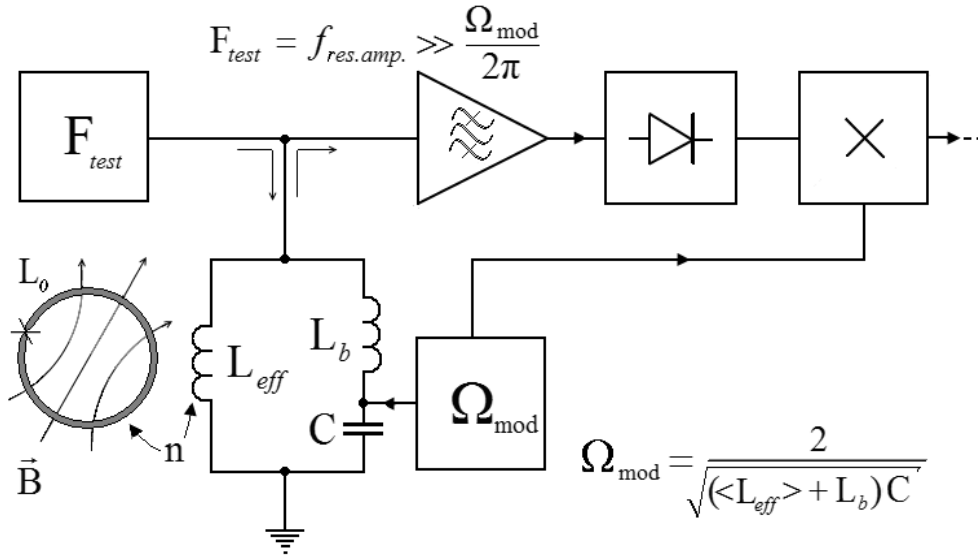 F_test = f_res.amp. >> Ω_mod / 2π
F_test
L_0
L_eff
L_b
C
Ω_mod
n
B⃗
Ω_mod = 2 / √((<L_eff> + L_b) C)